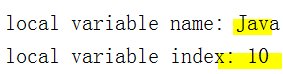 local variable name: Java
local variable index: 10